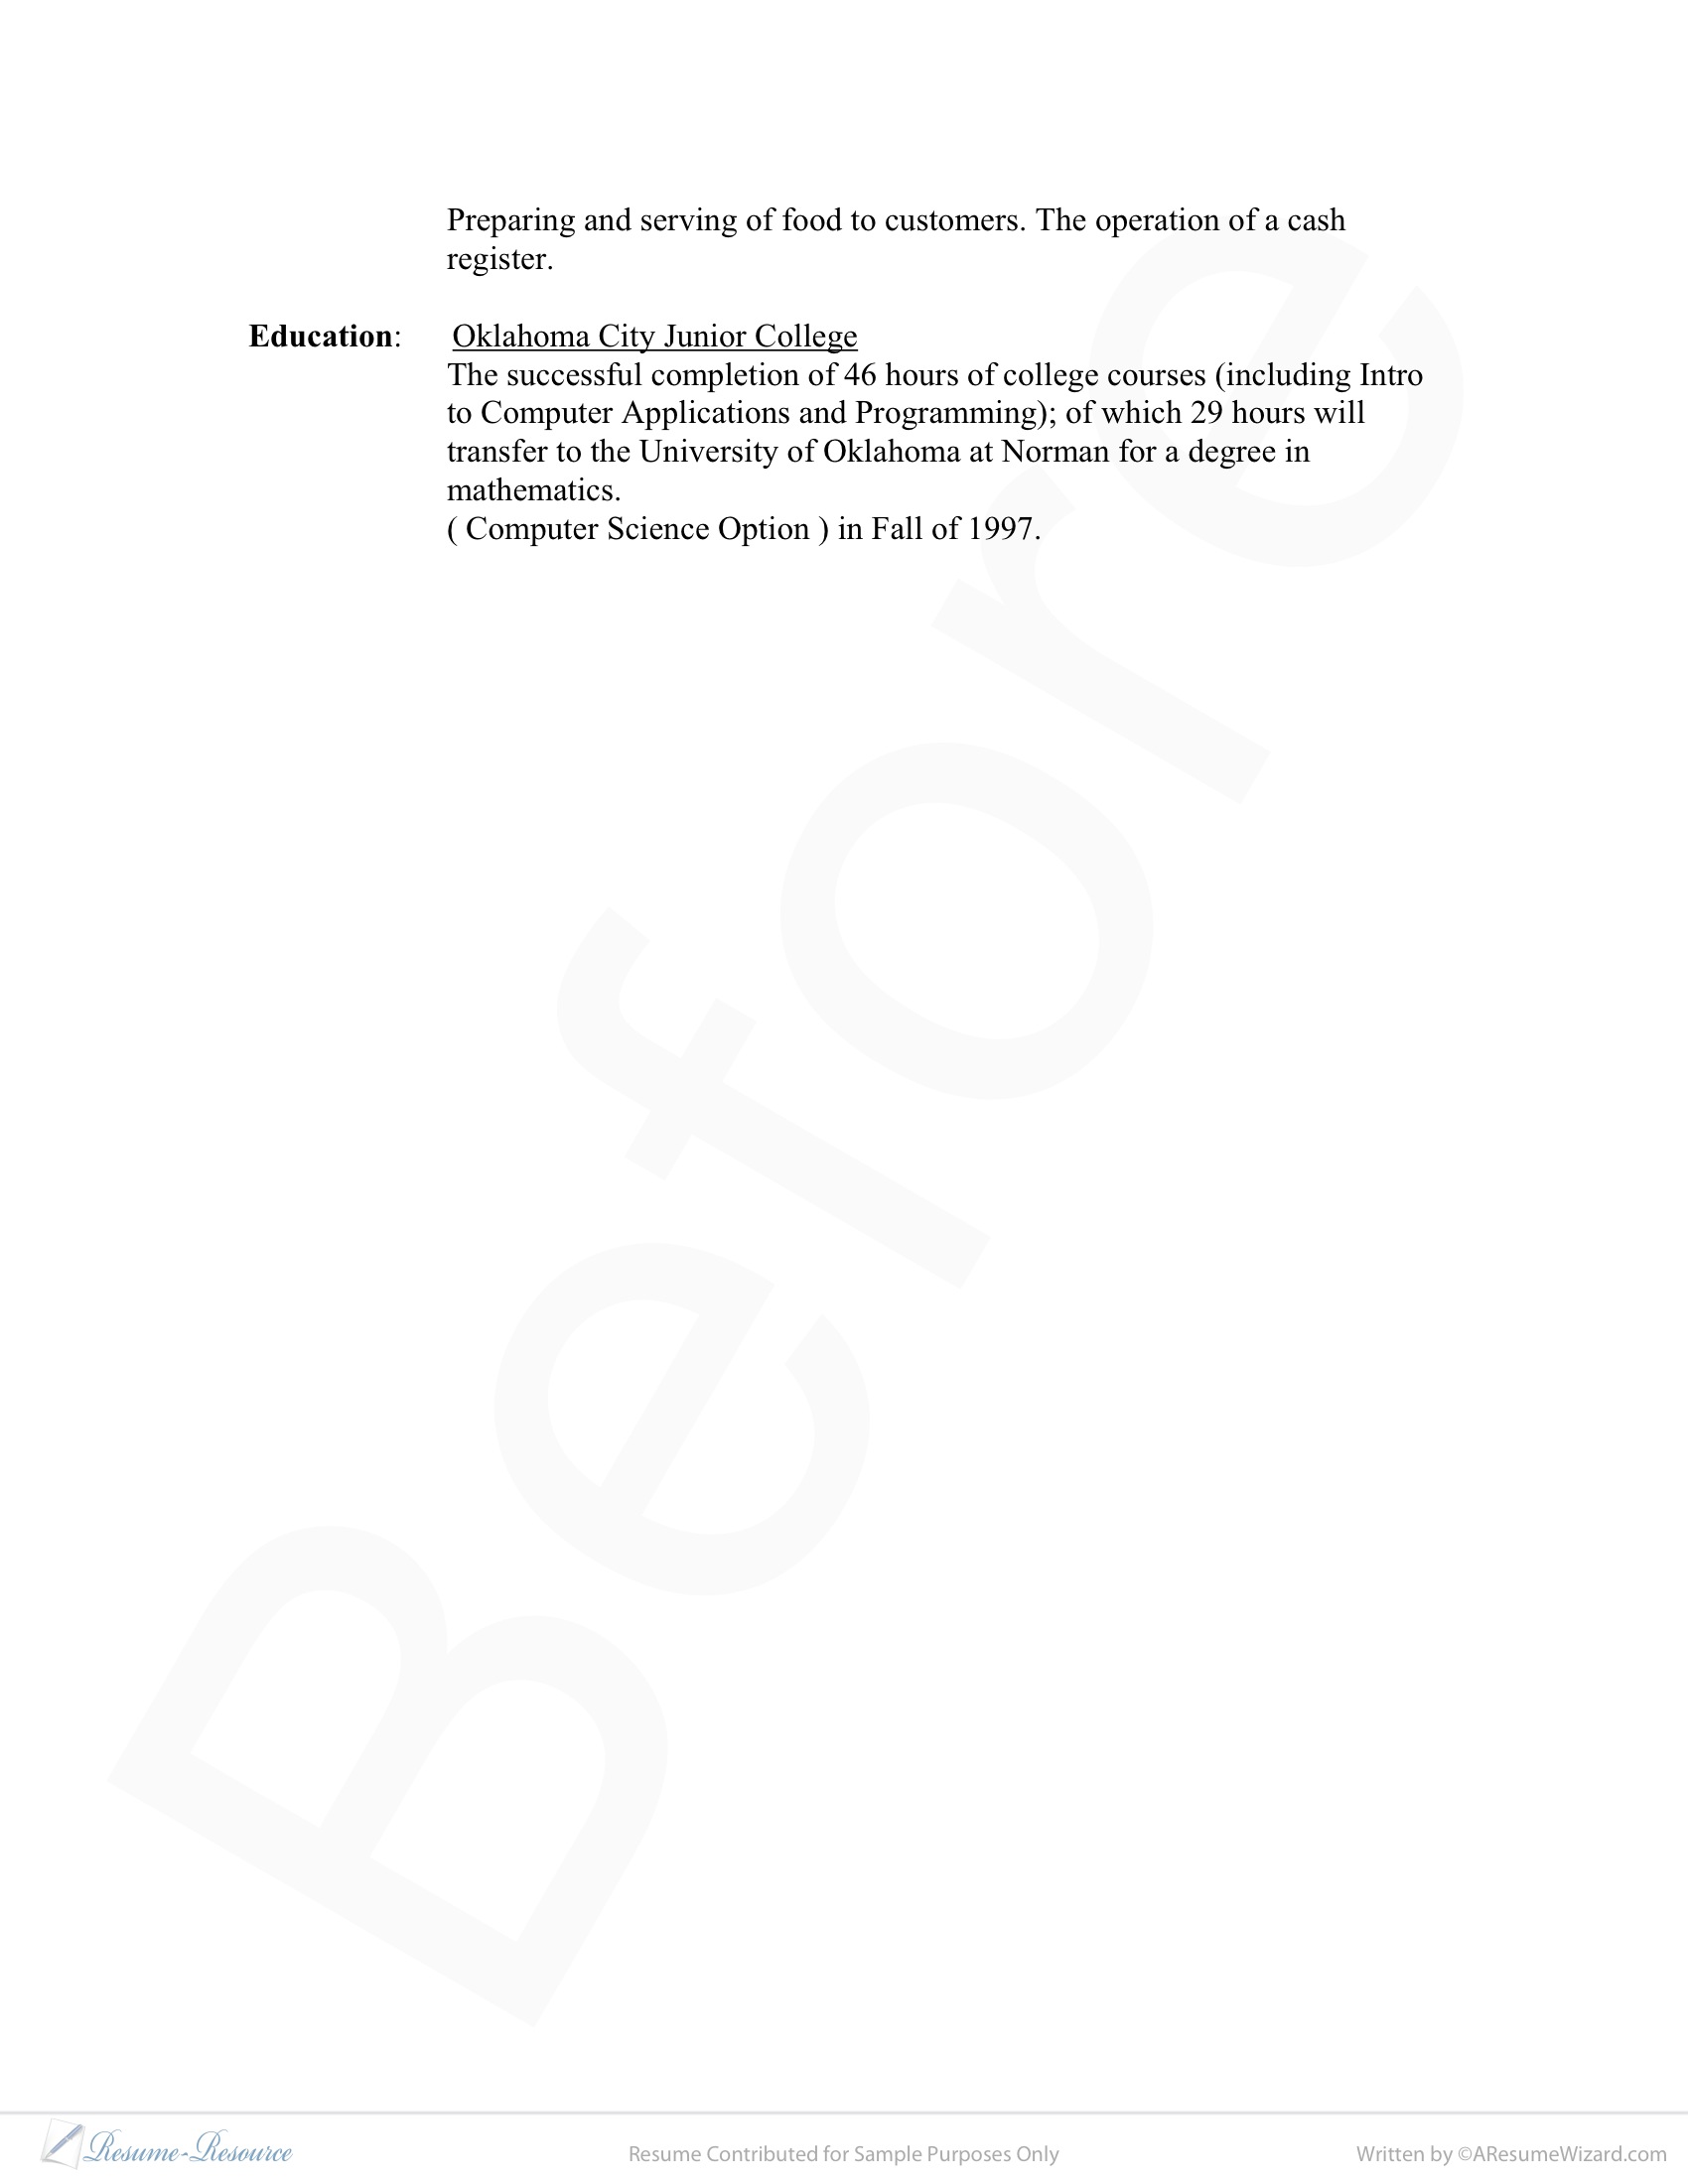 Preparing and serving of food to customers. The operation of a cash
register.
Education: Oklahoma City Junior College
The successful completion of 46 hours of college courses (including Intro
to Computer Applications and Programming); of which 29 hours will
transfer to the University of Oklahoma at Norman for a degree in
mathematics.
( Computer Science Option ) in Fall of 1997.
Before
Resume-Resource Resume Contributed for Sample Purposes Only Written by ©AResumeWizard.com